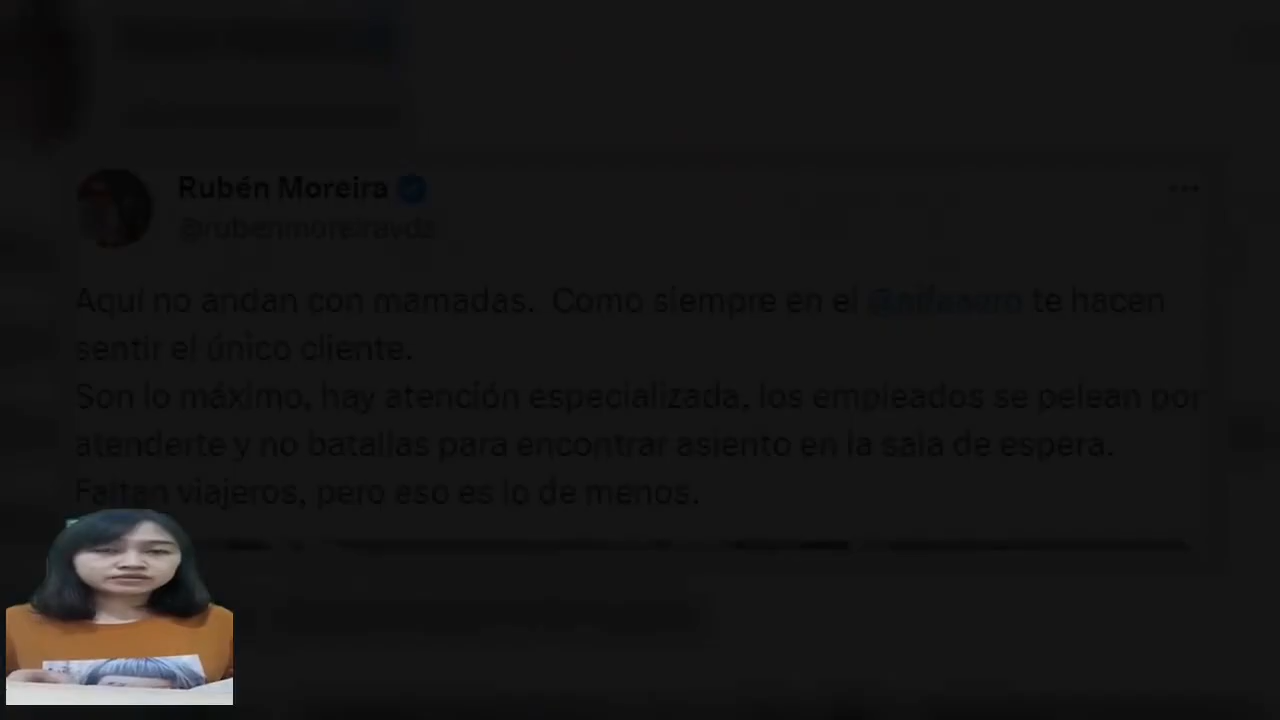 Rubén Moreira
@rubenmoreiravdz
Aquí no andan con mamadas. Como siempre en el te hacen
sentir el único cliente.
Son lo máximo, hay atención especializada, los empleados se pelean por
atenderte y no batallas para encontrar asiento en la sala de espera.
Faltan viajeros, pero eso es lo de menos.